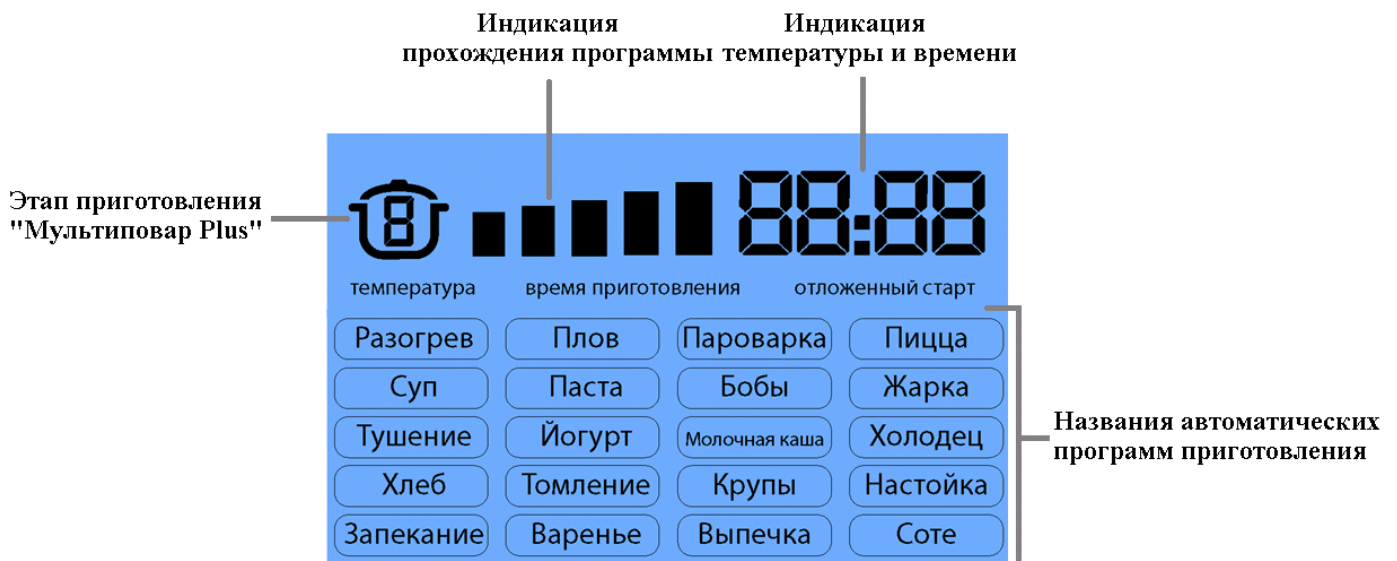 Индикация
прохождения программы
Индикация
температуры и времени
Этап приготовления
"Мультиповар Plus"
8
88:88
температура время приготовления отложенный старт
Разогрев Плов Пароварка Пицца
Суп Паста Бобы Жарка
Тушение Йогурт Молочная каша Холодец
Хлеб Томление Крупы Настойка
Запекание Варенье Выпечка Соте
Названия автоматических
программ приготовления